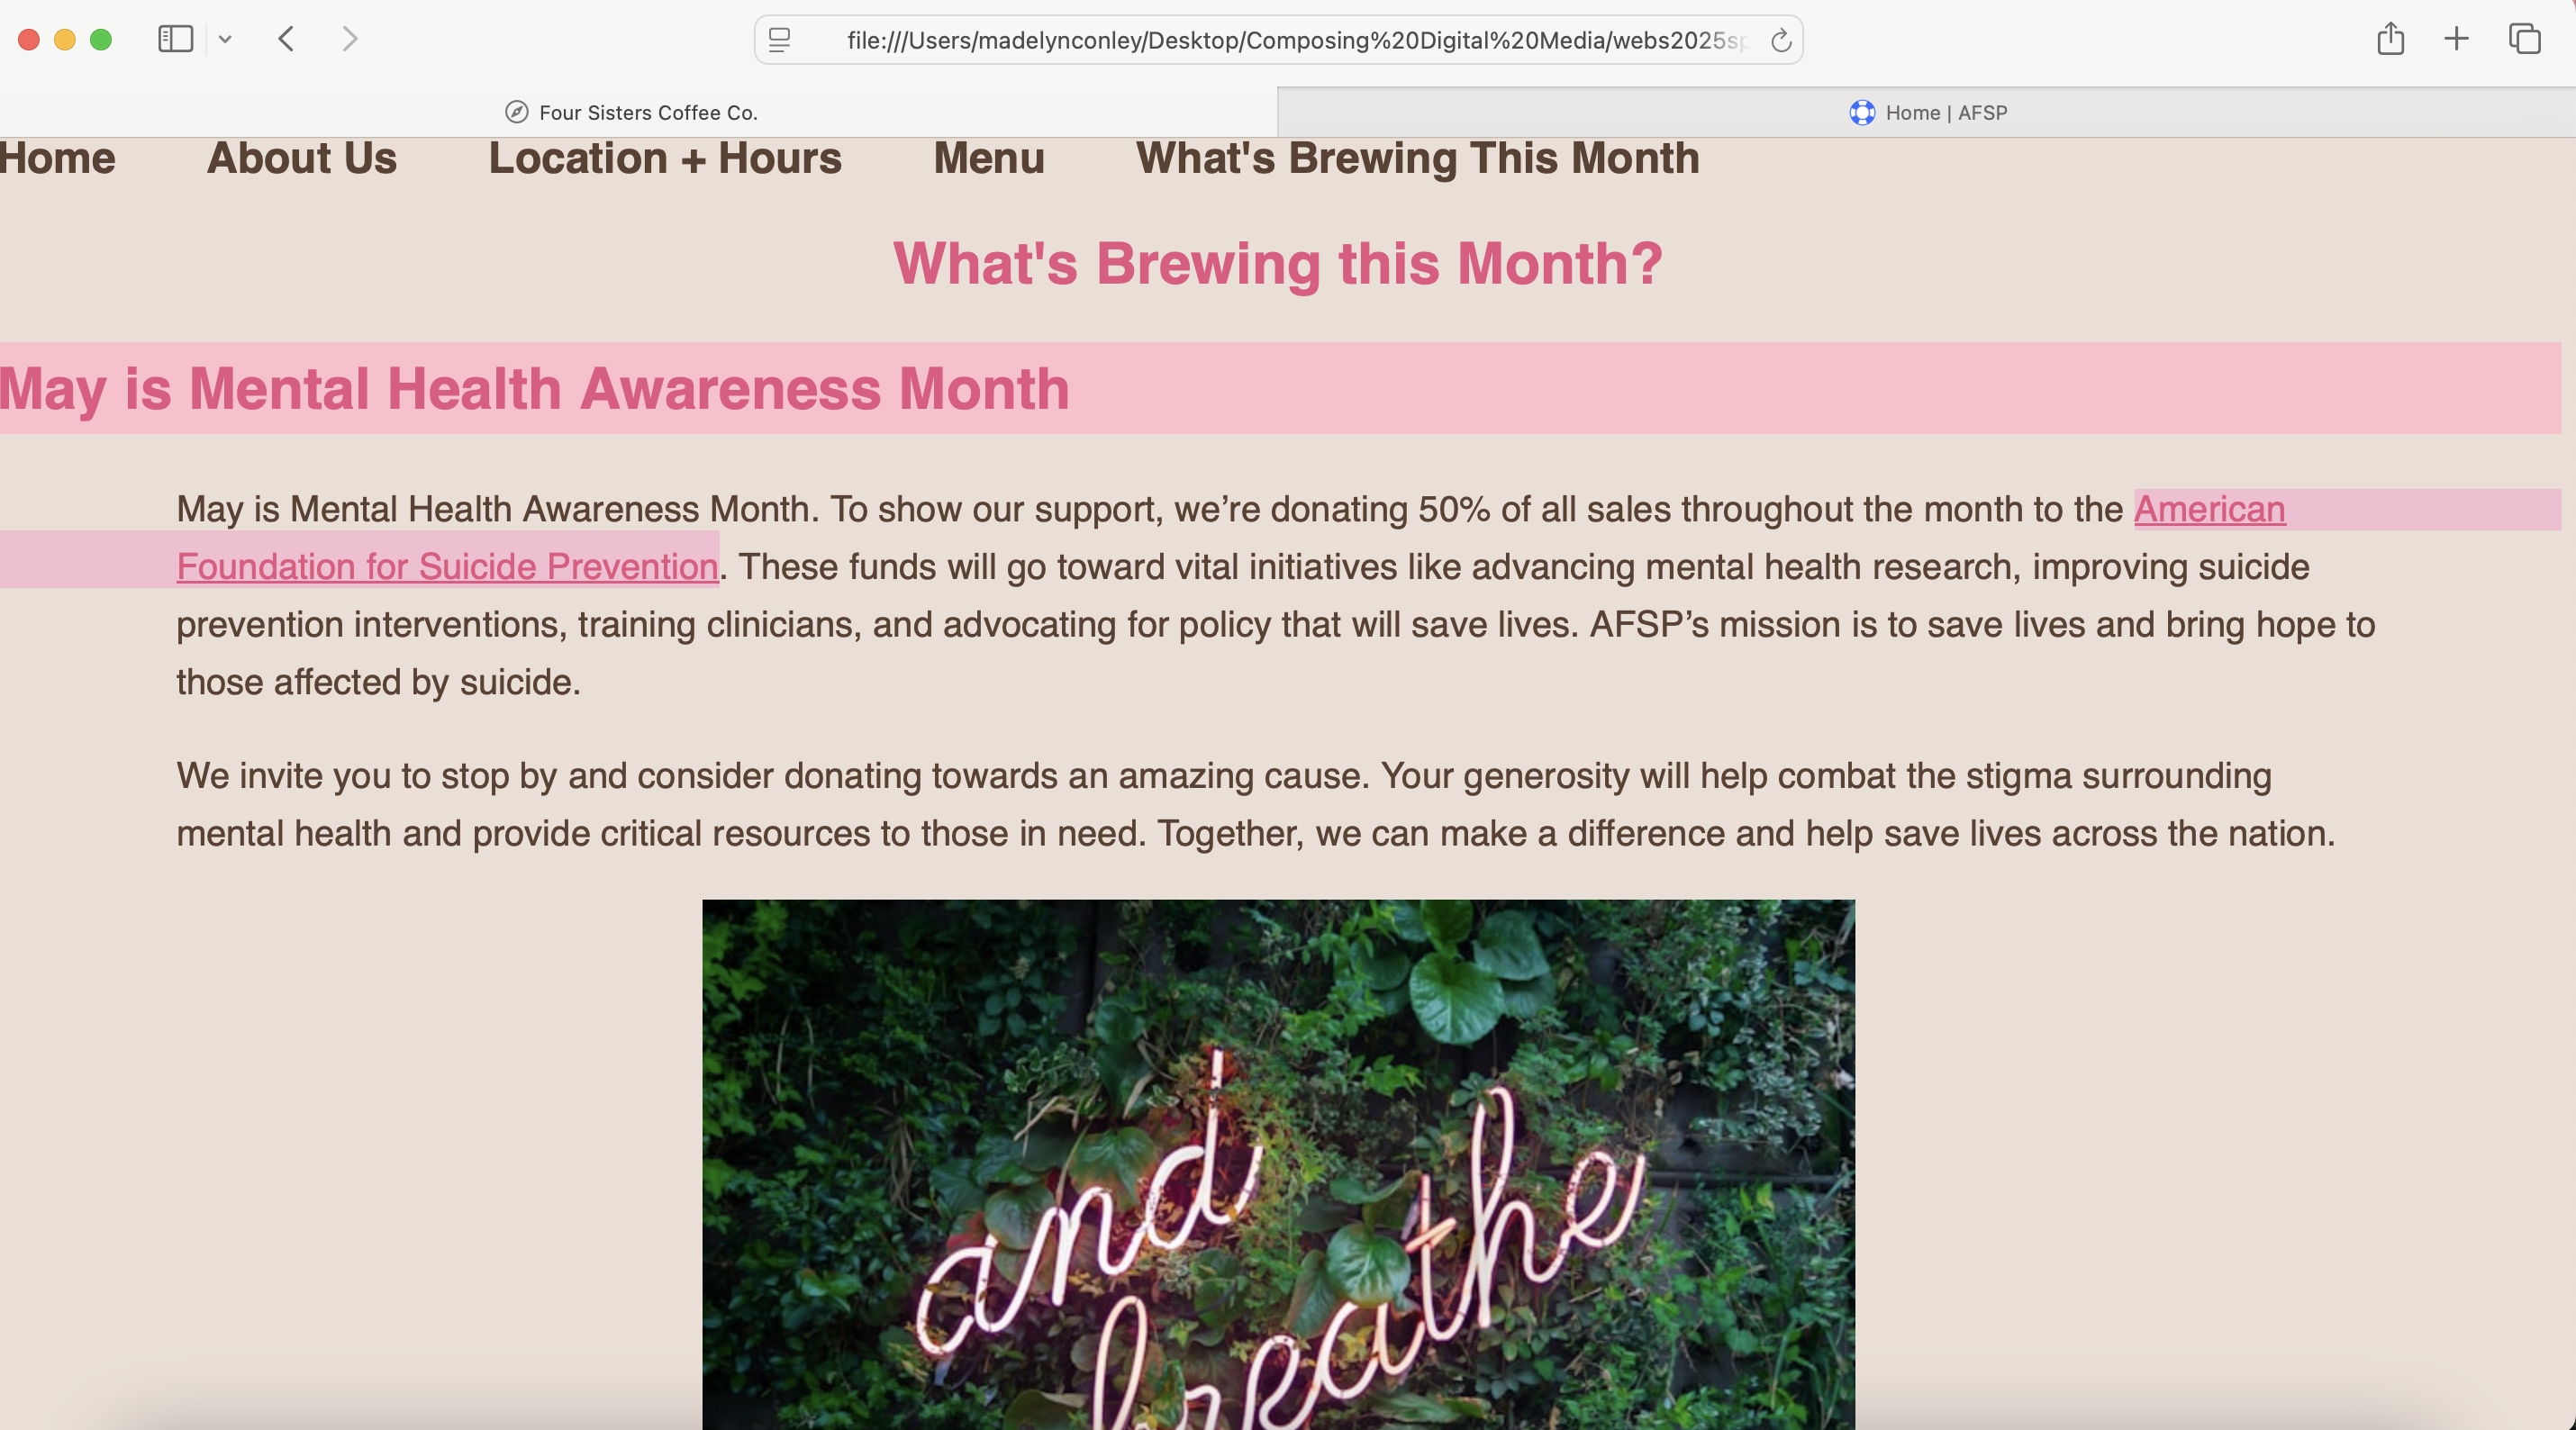 file:///Users/madelynconley/Desktop/Composing%20Digital%20Media/webs2025sp
Four Sisters Coffee Co.
Home | AFSP
Home About Us Location + Hours Menu What's Brewing This Month
What's Brewing this Month?
May is Mental Health Awareness Month
May is Mental Health Awareness Month. To show our support, we’re donating 50% of all sales throughout the month to the American
Foundation for Suicide Prevention. These funds will go toward vital initiatives like advancing mental health research, improving suicide
prevention interventions, training clinicians, and advocating for policy that will save lives. AFSP’s mission is to save lives and bring hope to
those affected by suicide.
We invite you to stop by and consider donating towards an amazing cause. Your generosity will help combat the stigma surrounding
mental health and provide critical resources to those in need. Together, we can make a difference and help save lives across the nation.
and
breathe